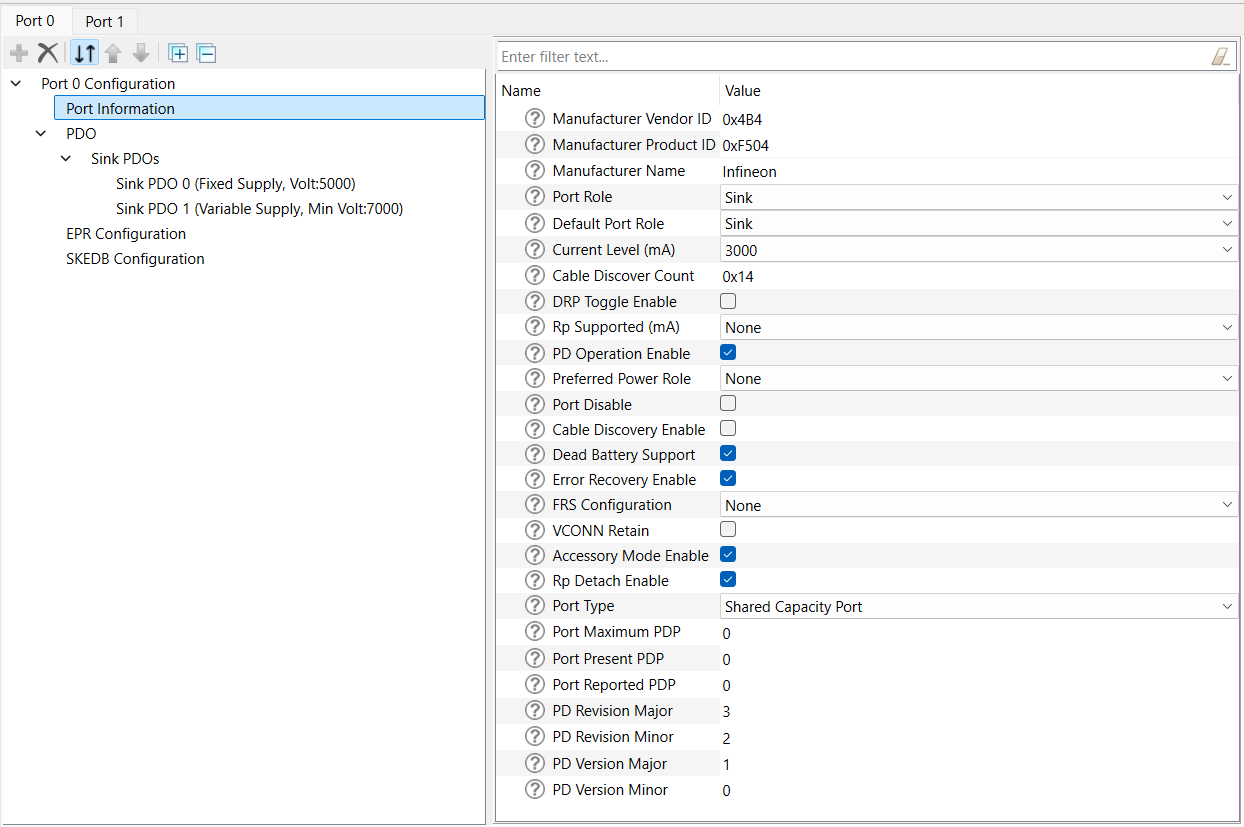 Port 0 Port 1
Port 0 Configuration
Port Information
PDO
Sink PDOs
Sink PDO 0 (Fixed Supply, Volt:5000)
Sink PDO 1 (Variable Supply, Min Volt:7000)
EPR Configuration
SKEDB Configuration
Enter filter text...
Name Value
Manufacturer Vendor ID 0x4B4
Manufacturer Product ID 0xF504
Manufacturer Name Infineon
Port Role Sink
Default Port Role Sink
Current Level (mA) 3000
Cable Discover Count 0x14
DRP Toggle Enable
Rp Supported (mA) None
PD Operation Enable
Preferred Power Role None
Port Disable
Cable Discovery Enable
Dead Battery Support
Error Recovery Enable
FRS Configuration None
VCONN Retain
Accessory Mode Enable
Rp Detach Enable
Port Type Shared Capacity Port
Port Maximum PDP 0
Port Present PDP 0
Port Reported PDP 0
PD Revision Major 3
PD Revision Minor 2
PD Version Major 1
PD Version Minor 0